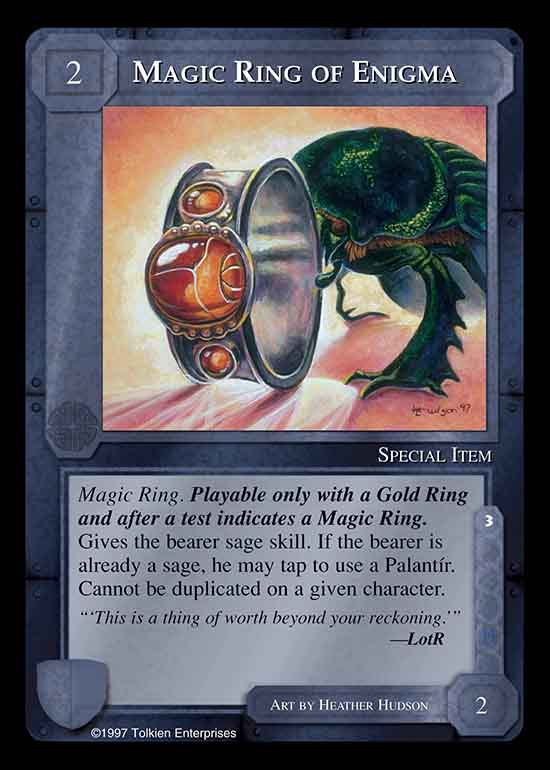 2
MAGIC RING OF ENIGMA
SPECIAL ITEM
Magic Ring. Playable only with a Gold Ring
and after a test indicates a Magic Ring.
Gives the bearer sage skill. If the bearer is
already a sage, he may tap to use a Palantír.
Cannot be duplicated on a given character.
“‘This is a thing of worth beyond your reckoning.’”
—LotR
3
ART BY HEATHER HUDSON
2
©1997 Tolkien Enterprises